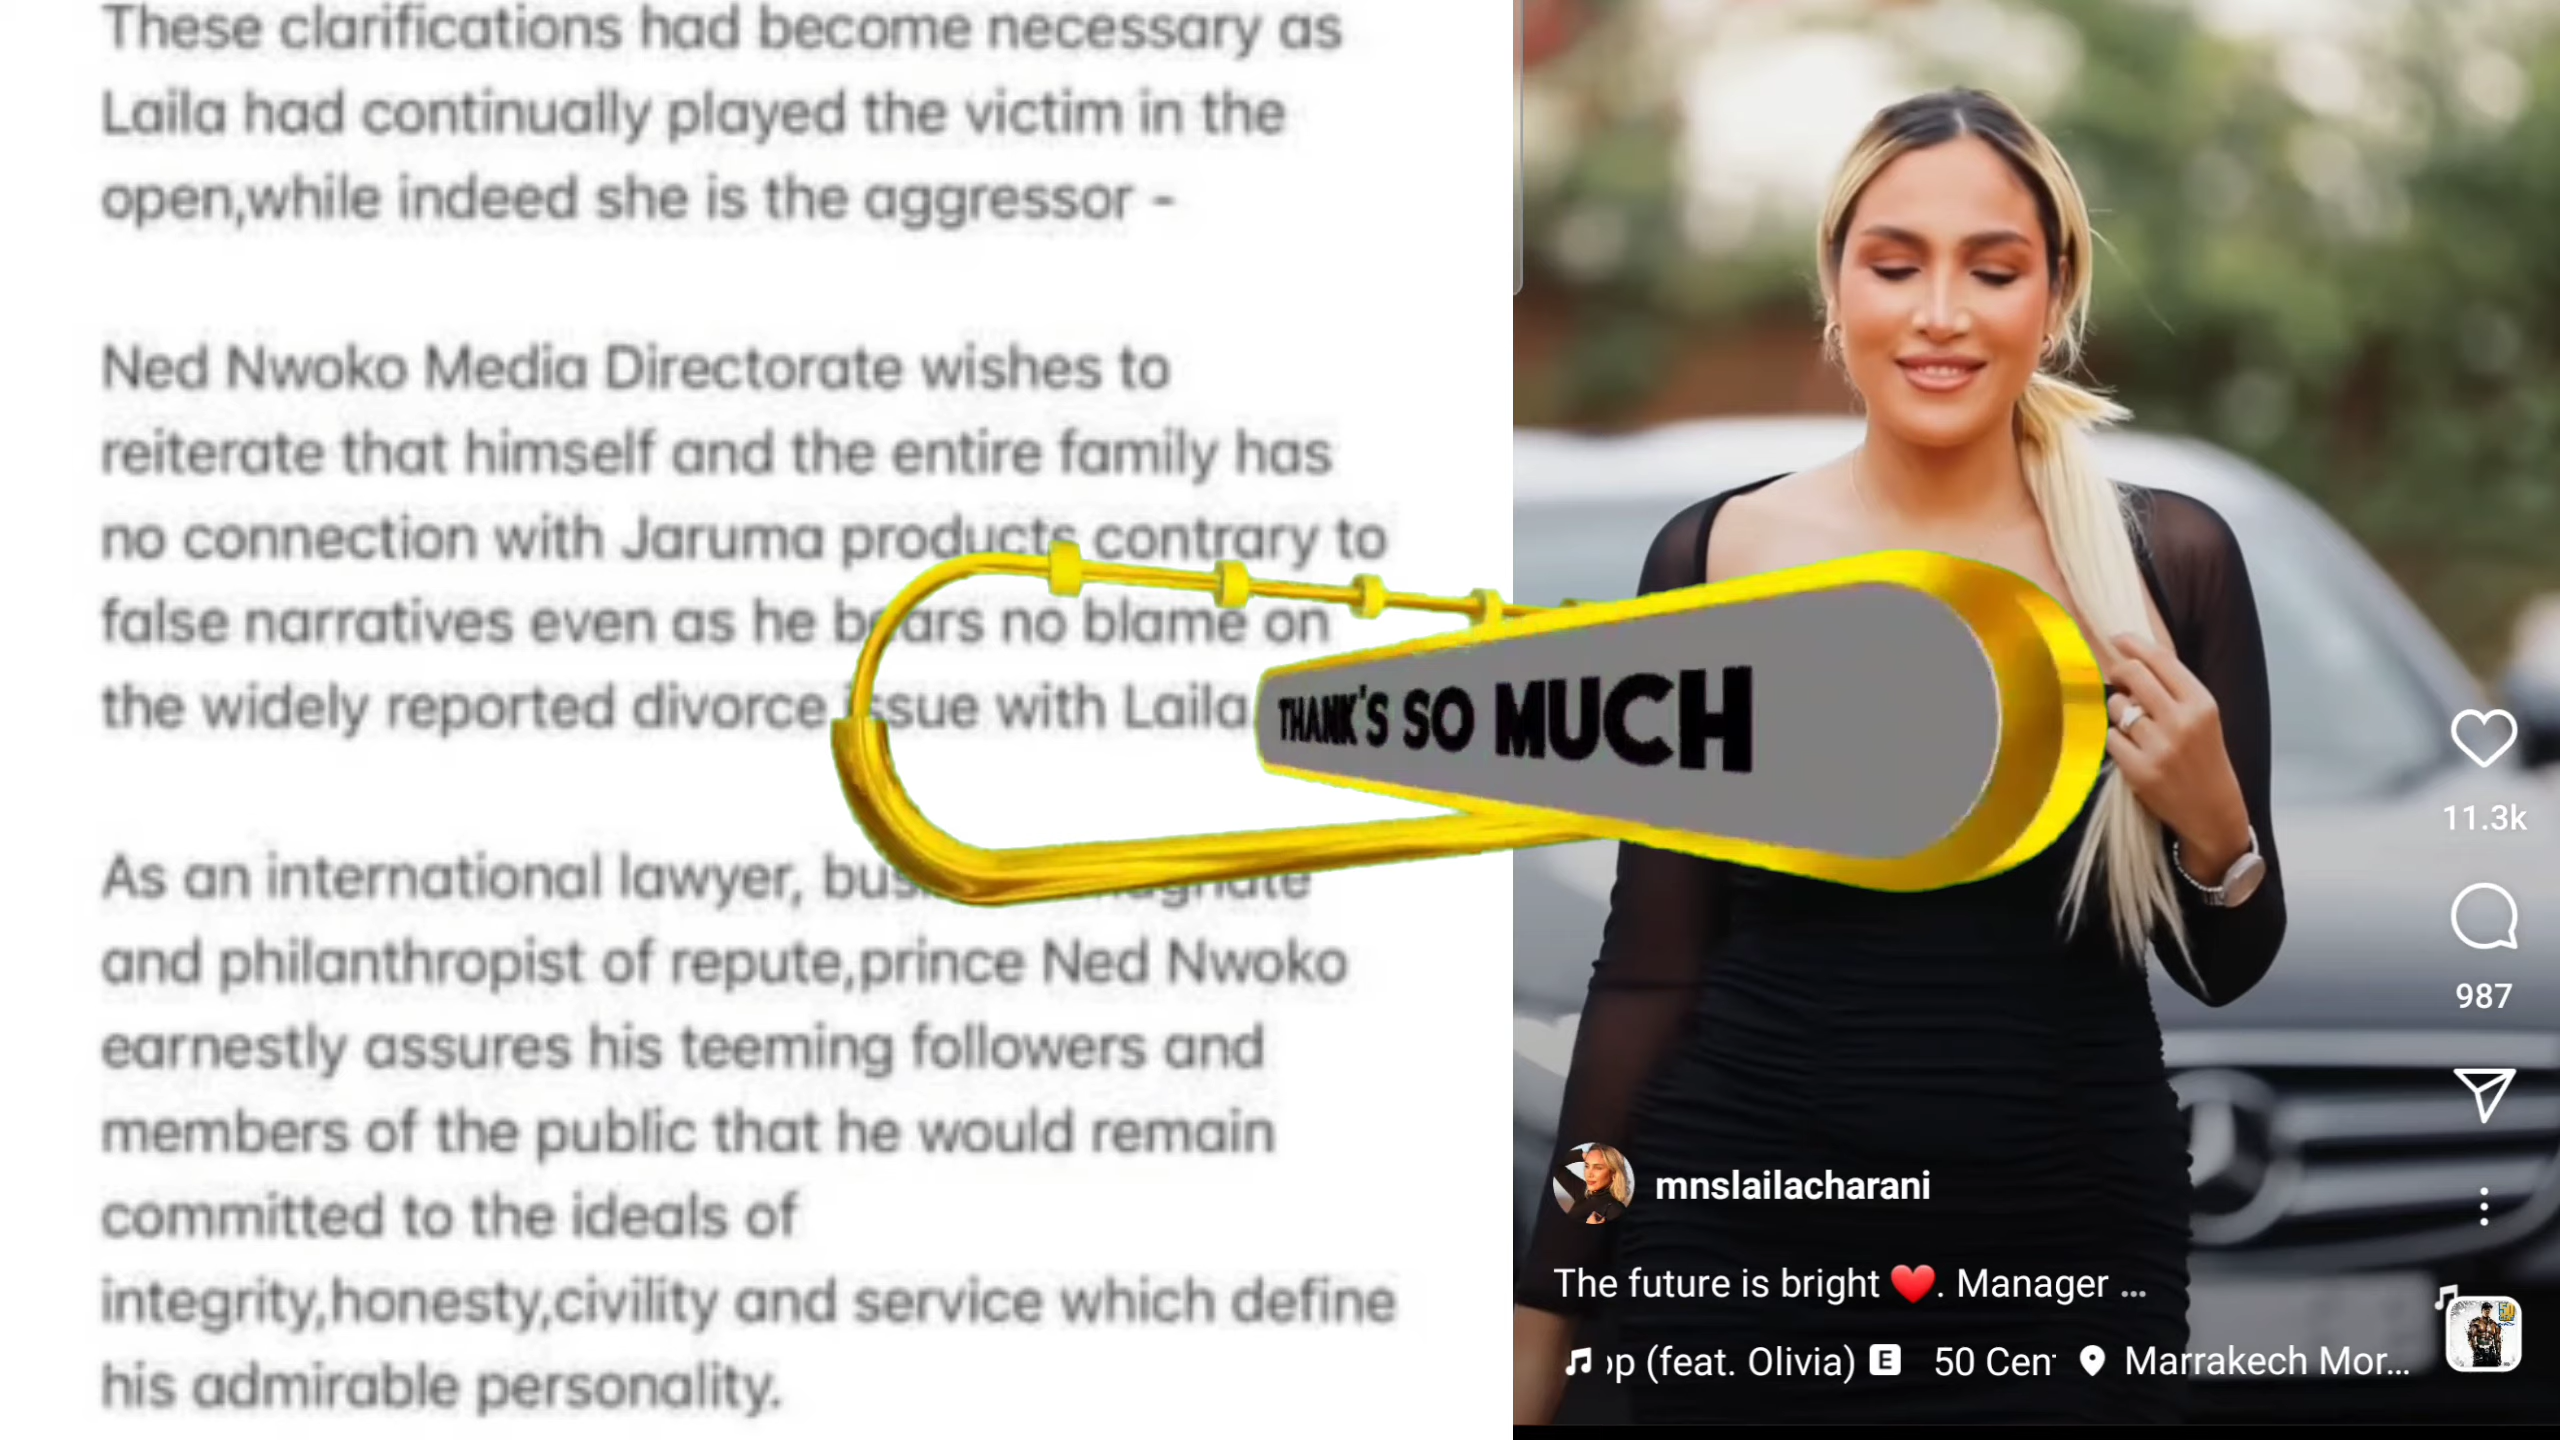 These clarifications had become necessary as
Laila had continually played the victim in the
open,while indeed she is the aggressor -
Ned Nwoko Media Directorate wishes to
reiterate that himself and the entire family has
no connection with Jaruma products contrary to
false narratives even as he bears no blame on
the widely reported divorce issue with Laila.
As an international lawyer,
and philanthropist of repute,prince Ned Nwoko
earnestly assures his teeming followers and
members of the public that he would remain
committed to the ideals of
integrity,honesty,civility and service which define
his admirable personality.
THANK'S SO MUCH
11.3k
987
mnslailacharani
The future is bright ❤️. Manager ...
p (feat. Olivia) E 50 Cen Marrakech Mor...